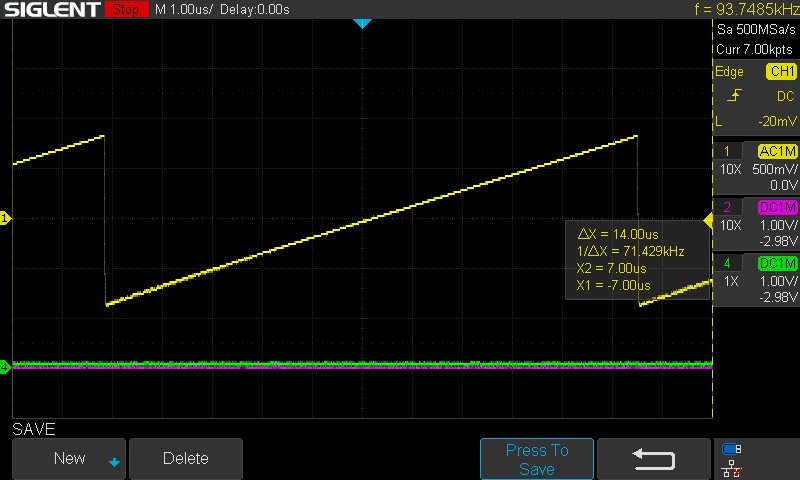 SIGLENT Stop M 1.00us/ Delay:0.00s f = 93.7485kHz
Sa 500MSa/s
Curr 7.00kpts
Edge CH1
DC
L -20mV
1 AC1M
10X 500mV/
0.0V
2 DC1M
10X 1.00V/
-2.98V
4 DC1M
1X 1.00V/
-2.98V
1
ΔX = 14.00us
1/ΔX = 71.429kHz
X2 = 7.00us
X1 = -7.00us
4
SAVE
New Delete Press To
Save